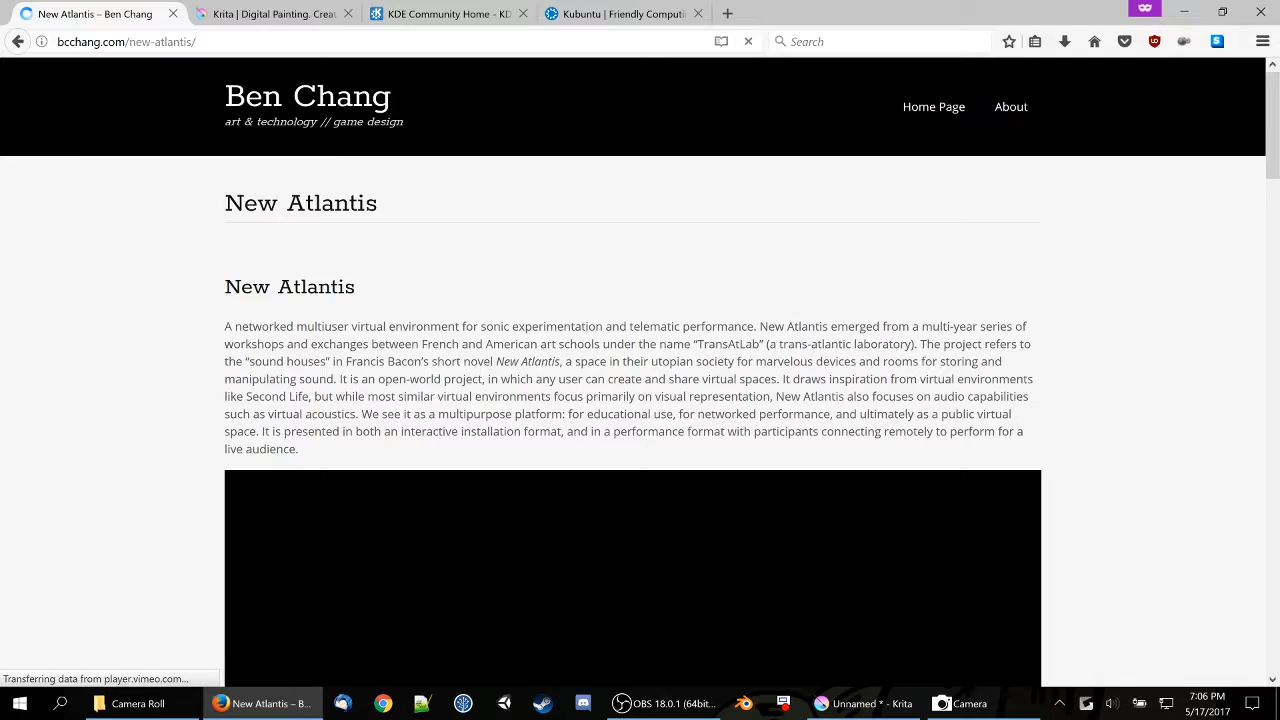 New Atlantis – Ben Chang
Krita | Digital Painting. Creat
KDE Community Home - KD
Kubuntu | Friendly Computi
bcchang.com/new-atlantis/
Search
Ben Chang
art & technology // game design
Home Page
About
New Atlantis
New Atlantis
A networked multiuser virtual environment for sonic experimentation and telematic performance. New Atlantis emerged from a multi-year series of
workshops and exchanges between French and American art schools under the name “TransAtLab” (a trans-atlantic laboratory). The project refers to
the “sound houses” in Francis Bacon’s short novel New Atlantis, a space in their utopian society for marvelous devices and rooms for storing and
manipulating sound. It is an open-world project, in which any user can create and share virtual spaces. It draws inspiration from virtual environments
like Second Life, but while most similar virtual environments focus primarily on visual representation, New Atlantis also focuses on audio capabilities
such as virtual acoustics. We see it as a multipurpose platform: for educational use, for networked performance, and ultimately as a public virtual
space. It is presented in both an interactive installation format, and in a performance format with participants connecting remotely to perform for a
live audience.
Transferring data from player.vimeo.com...
Camera Roll
New Atlantis – B...
OBS 18.0.1 (64bit...
Unnamed * - Krita
Camera
7:06 PM
5/17/2017